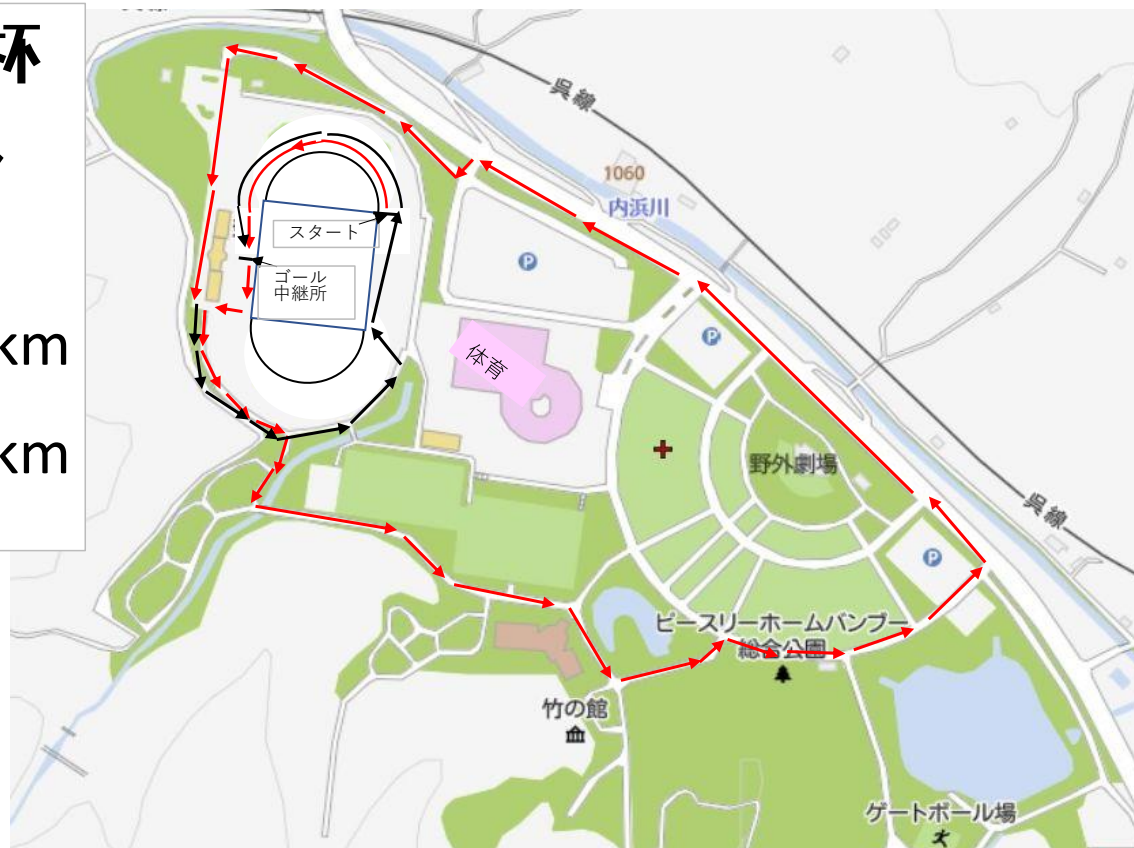 杯
km
km
呉線
1060
内浜川
スタート
ゴール
中継所
P
P
体育
野外劇場
呉線
P
ピースリーホームバンブー
総合公園
竹の館
ゲートボール場